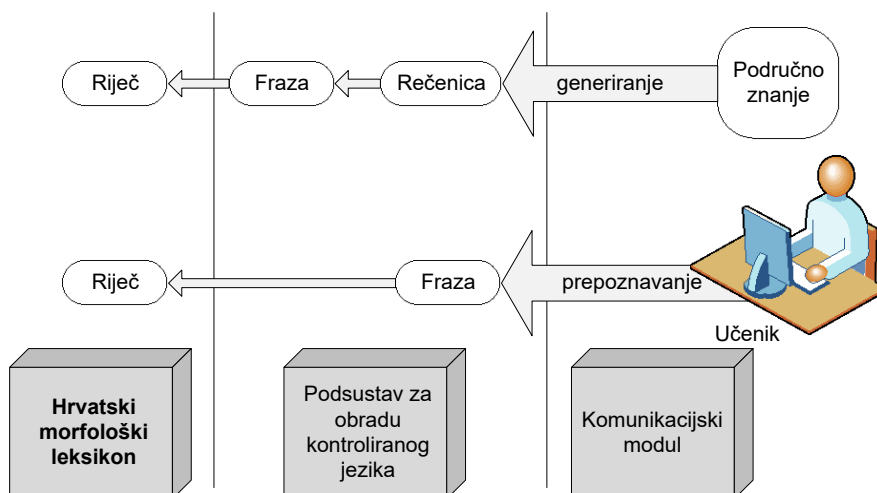 Riječ
Fraza
Rečenica
generiranje
Područno
znanje
Riječ
Fraza
prepoznavanje
Učenik
Hrvatski
morfološki
leksikon
Podsustav za
obradu
kontroliranog
jezika
Komunikacijski
modul